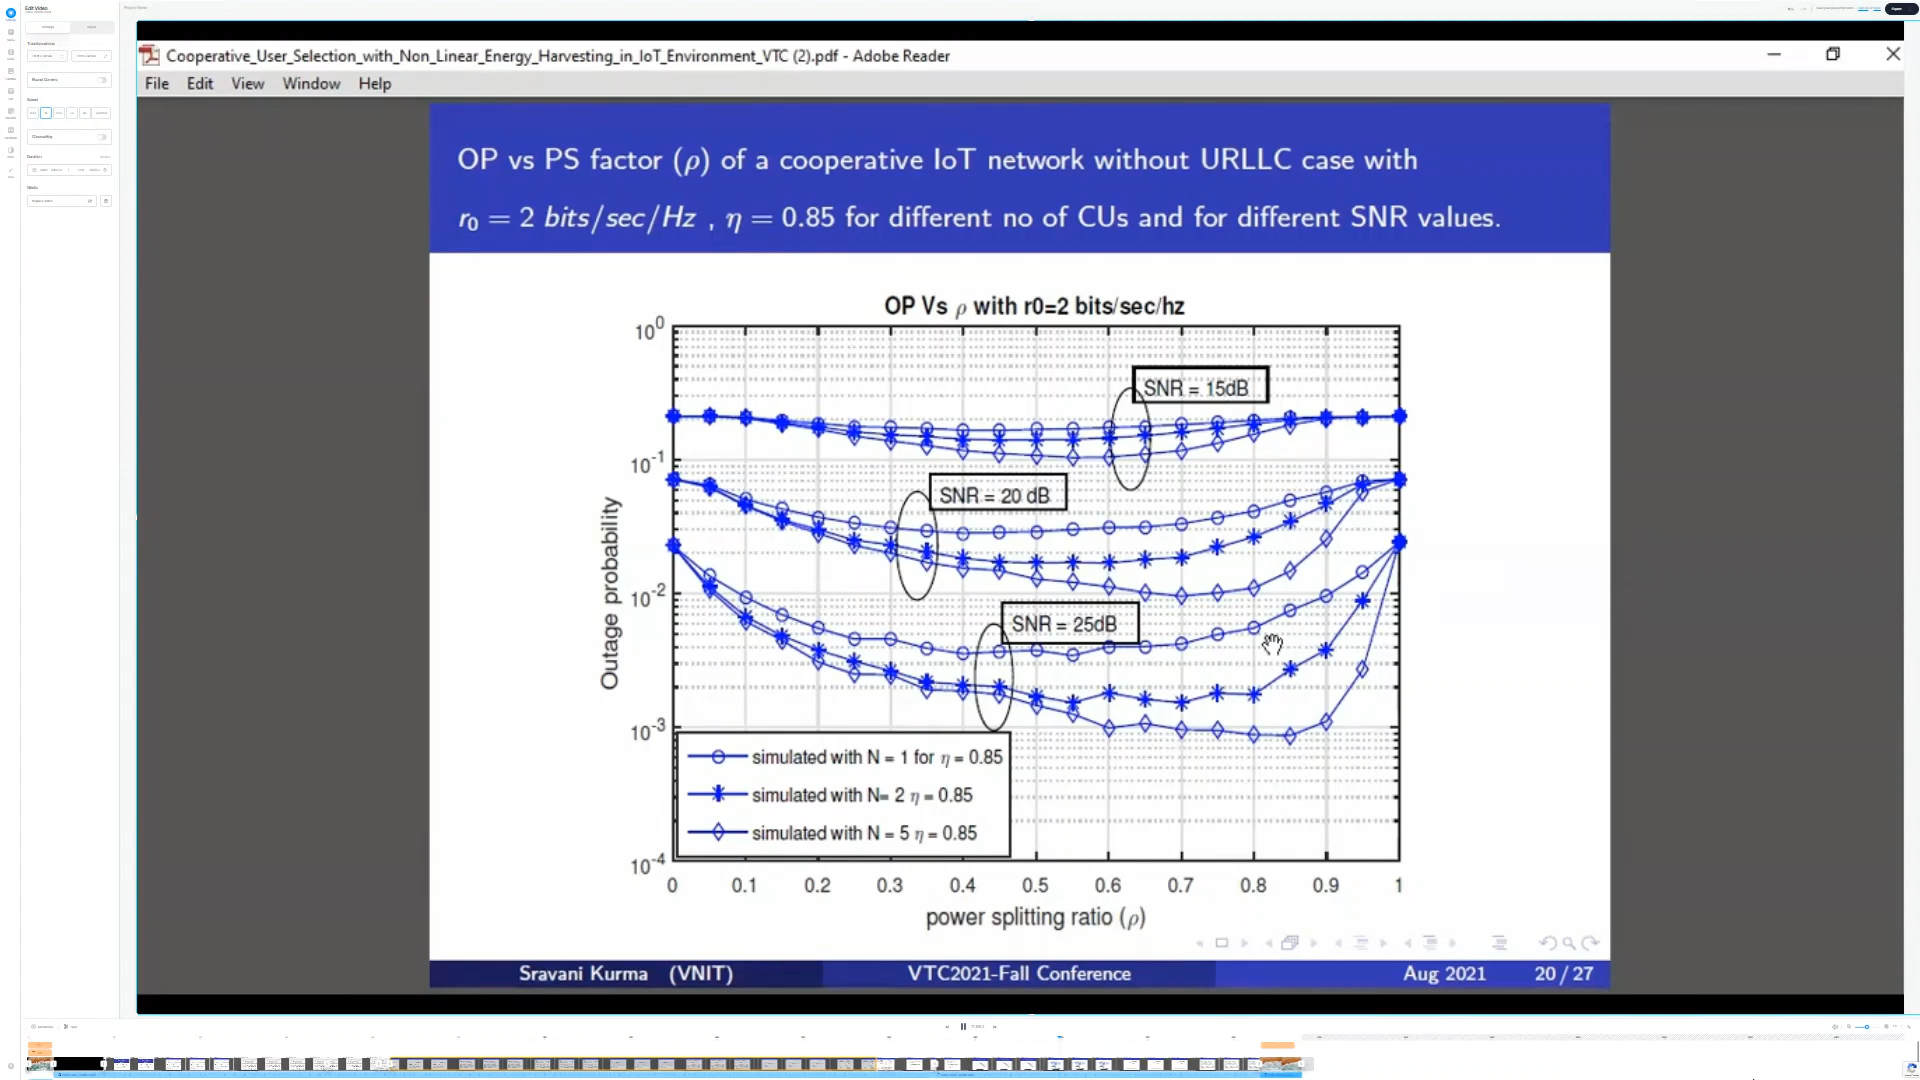 Edit Video
Cooperative_User_Selection_with_Non_Linear_Energy_Harvesting_in_IoT_Environment_VTC (2).pdf - Adobe Reader
File Edit View Window Help
OP vs PS factor (ρ) of a cooperative IoT network without URLLC case with
r₀ = 2 bits/sec/Hz , η = 0.85 for different no of CUs and for different SNR values.
OP Vs ρ with r0=2 bits/sec/hz
10⁰
SNR = 15dB
10⁻¹
SNR = 20 dB
10⁻²
SNR = 25dB
10⁻³
simulated with N = 1 for η = 0.85
simulated with N= 2 η = 0.85
simulated with N = 5 η = 0.85
10⁻⁴
Outage probability
0 0.1 0.2 0.3 0.4 0.5 0.6 0.7 0.8 0.9 1
power splitting ratio (ρ)
Sravani Kurma (VNIT) VTC2021-Fall Conference Aug 2021 20 / 27